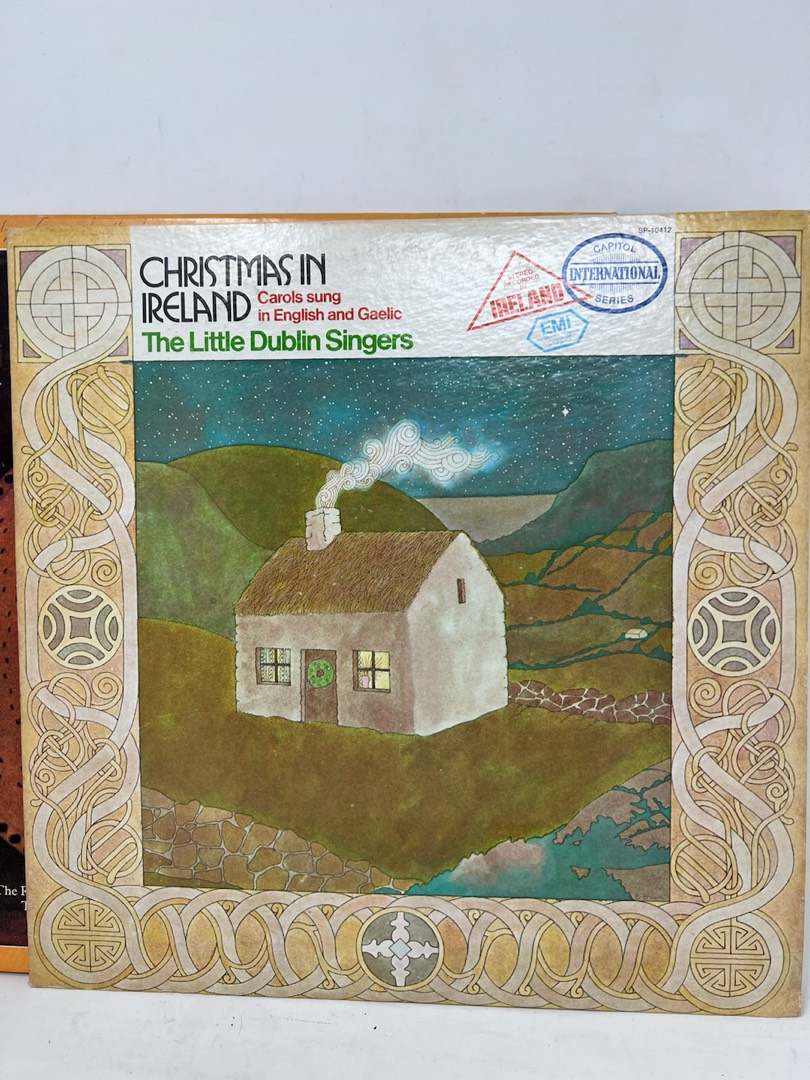 SP-10412
CHRISTMAS IN
IRELAND
Carols sung
in English and Gaelic
The Little Dublin Singers
STEREO
RECORDED
IN
IRELAND
CAPITOL
INTERNATIONAL
SERIES
EMI
The